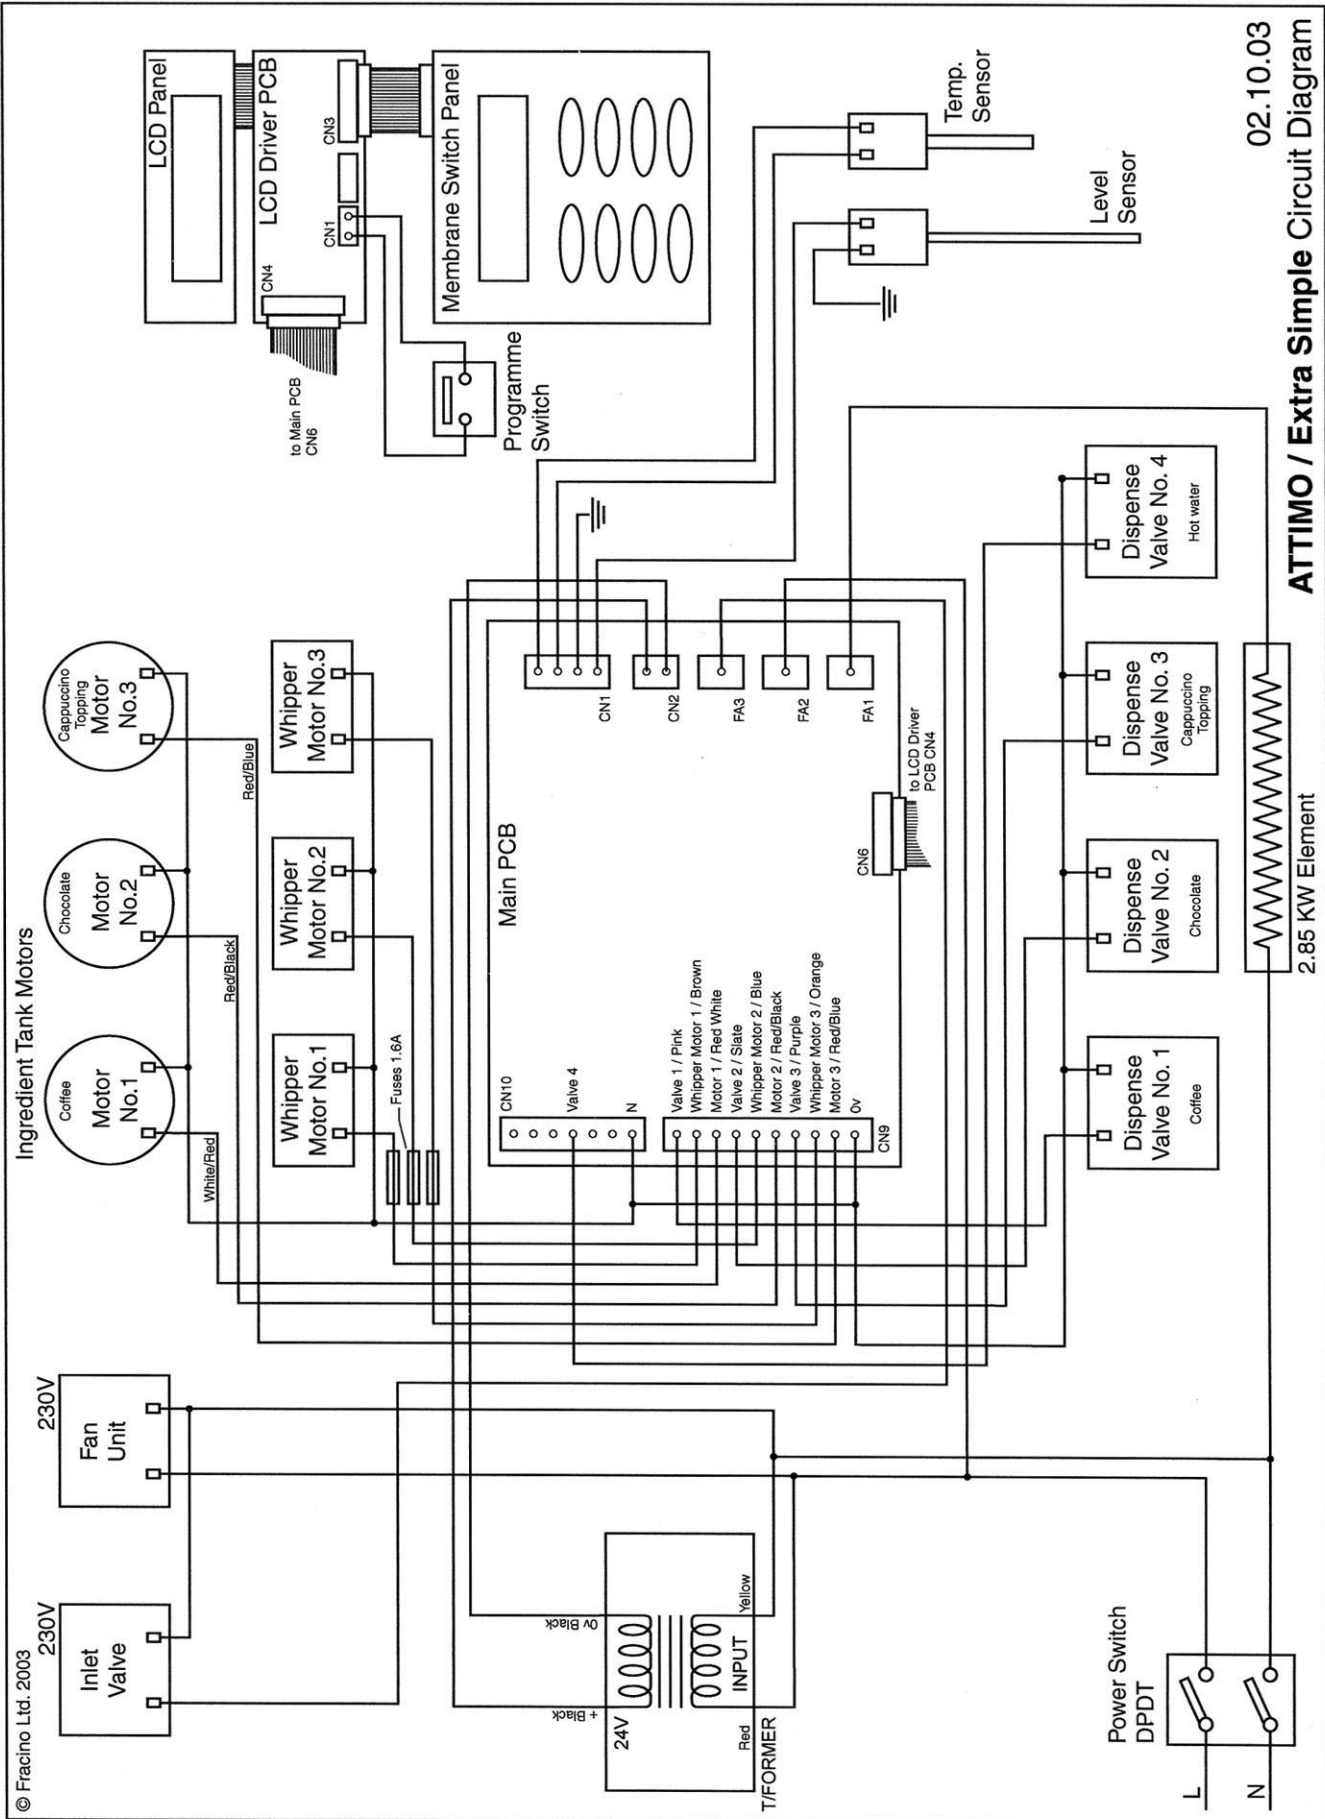 © Fracino Ltd. 2003
230V
Inlet
Valve
230V
Fan
Unit
Ingredient Tank Motors
Coffee
Motor
No.1
Chocolate
Motor
No.2
Cappuccino
Topping
Motor
No.3
White/Red
Red/Black
Red/Blue
Whipper
Motor No.1
Whipper
Motor No.2
Whipper
Motor No.3
Fuses 1.6A
LCD Panel
LCD Driver PCB
CN4
CN1
CN3
to Main PCB
CN6
Membrane Switch Panel
Programme
Switch
+ Black
0v Black
24V
INPUT
Red
Yellow
T/FORMER
Main PCB
CN10
Valve 4
N
Valve 1 / Pink
Whipper Motor 1 / Brown
Motor 1 / Red White
Valve 2 / Slate
Whipper Motor 2 / Blue
Motor 2 / Red/Black
Valve 3 / Purple
Whipper Motor 3 / Orange
Motor 3 / Red/Blue
0v
CN9
CN6
to LCD Driver
PCB CN4
CN1
CN2
FA3
FA2
FA1
Temp.
Sensor
Level
Sensor
Dispense
Valve No. 1
Coffee
Dispense
Valve No. 2
Chocolate
Dispense
Valve No. 3
Cappuccino
Topping
Dispense
Valve No. 4
Hot water
2.85 KW Element
Power Switch
DPDT
L
N
02.10.03
ATTIMO / Extra Simple Circuit Diagram